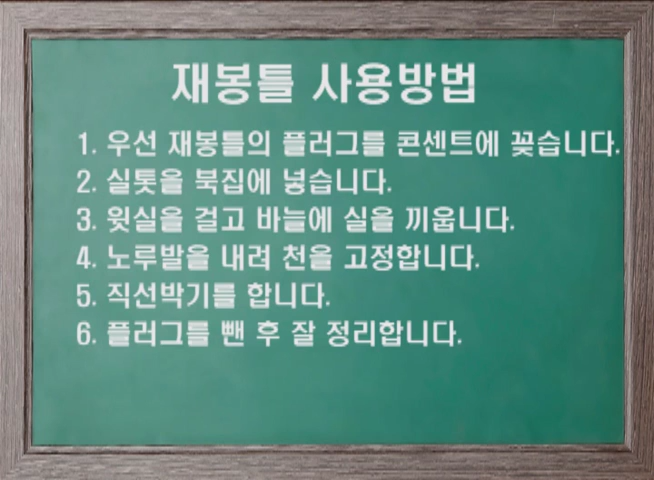 재봉틀 사용방법
1. 우선 재봉틀의 플러그를 콘센트에 꽂습니다.
2. 실톳을 북집에 넣습니다.
3. 윗실을 걸고 바늘에 실을 끼웁니다.
4. 노루발을 내려 천을 고정합니다.
5. 직선박기를 합니다.
6. 플러그를 뺀 후 잘 정리합니다.